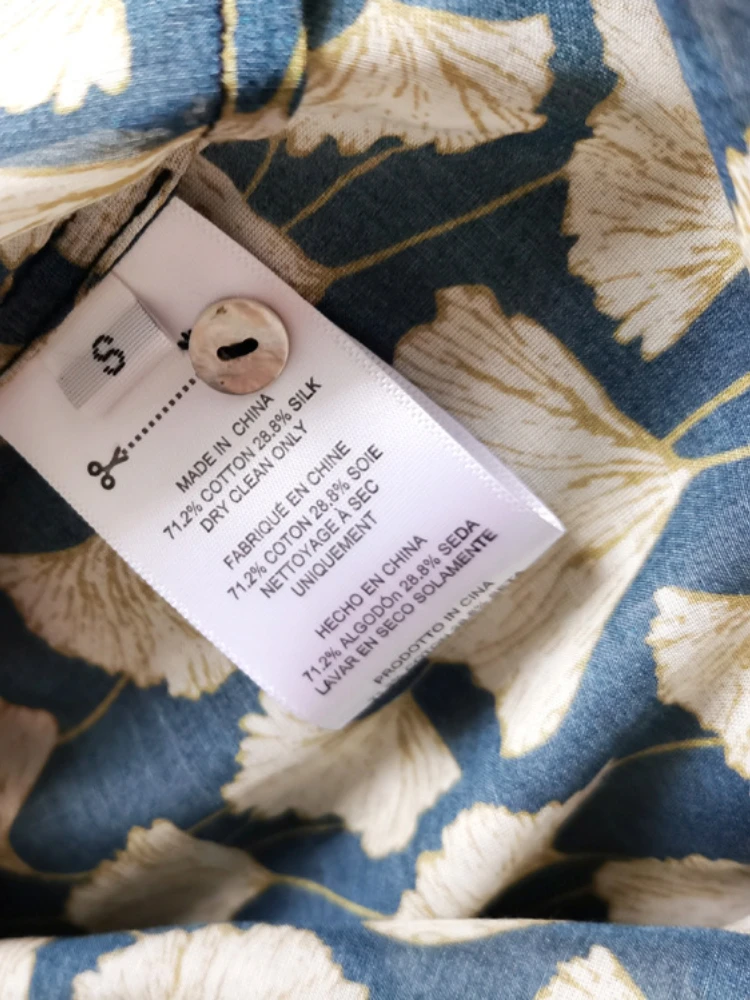 S
MADE IN CHINA
71.2% COTTON 28.8% SILK
DRY CLEAN ONLY
FABRIQUÉ EN CHINE
71.2% COTON 28.8% SOIE
NETTOYAGE À SEC
UNIQUEMENT
HECHO EN CHINA
71.2% ALGODÓn 28.8% SEDA
LAVAR EN SECO SOLAMENTE
PRODOTTO IN CINA